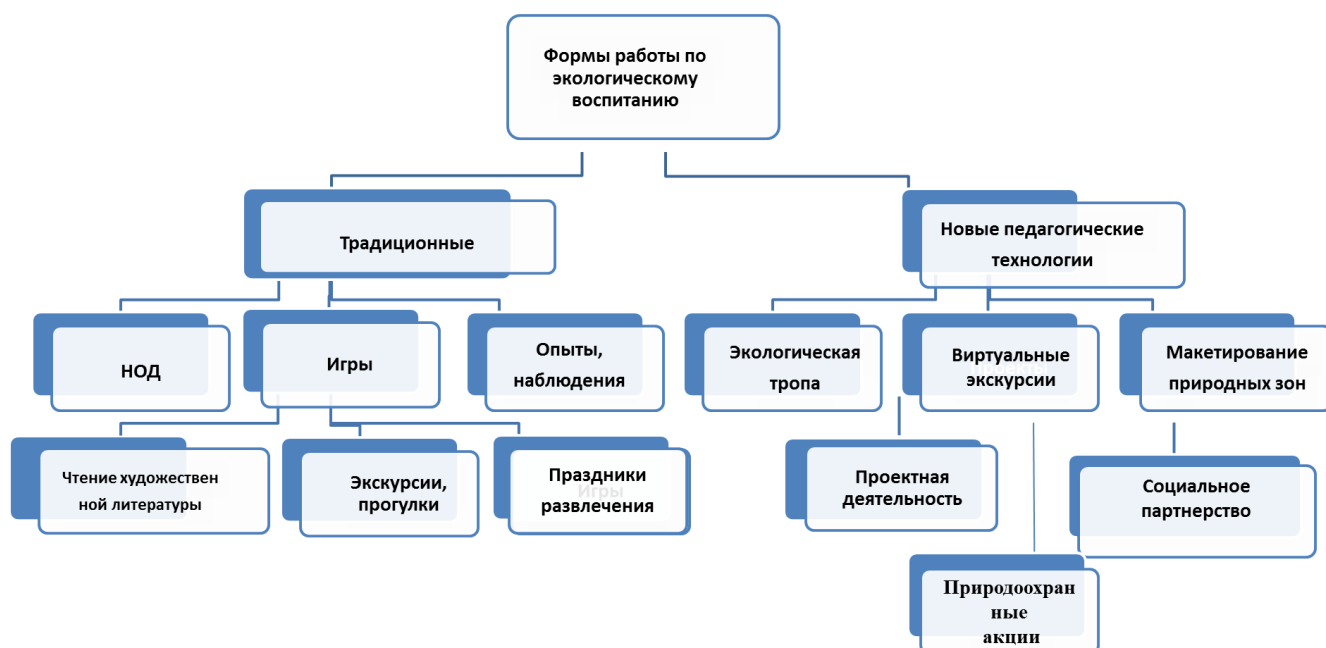 Формы работы по
экологическому
воспитанию
Традиционные
Новые педагогические
технологии
НОД
Игры
Опыты,
наблюдения
Экологическая
тропа
Виртуальные
экскурсии
Макетирование
природных зон
Чтение художествен
ной литературы
Экскурсии,
прогулки
Праздники
развлечения
Игры
Проектная
деятельность
Социальное
партнерство
Природоохран
ные
акции